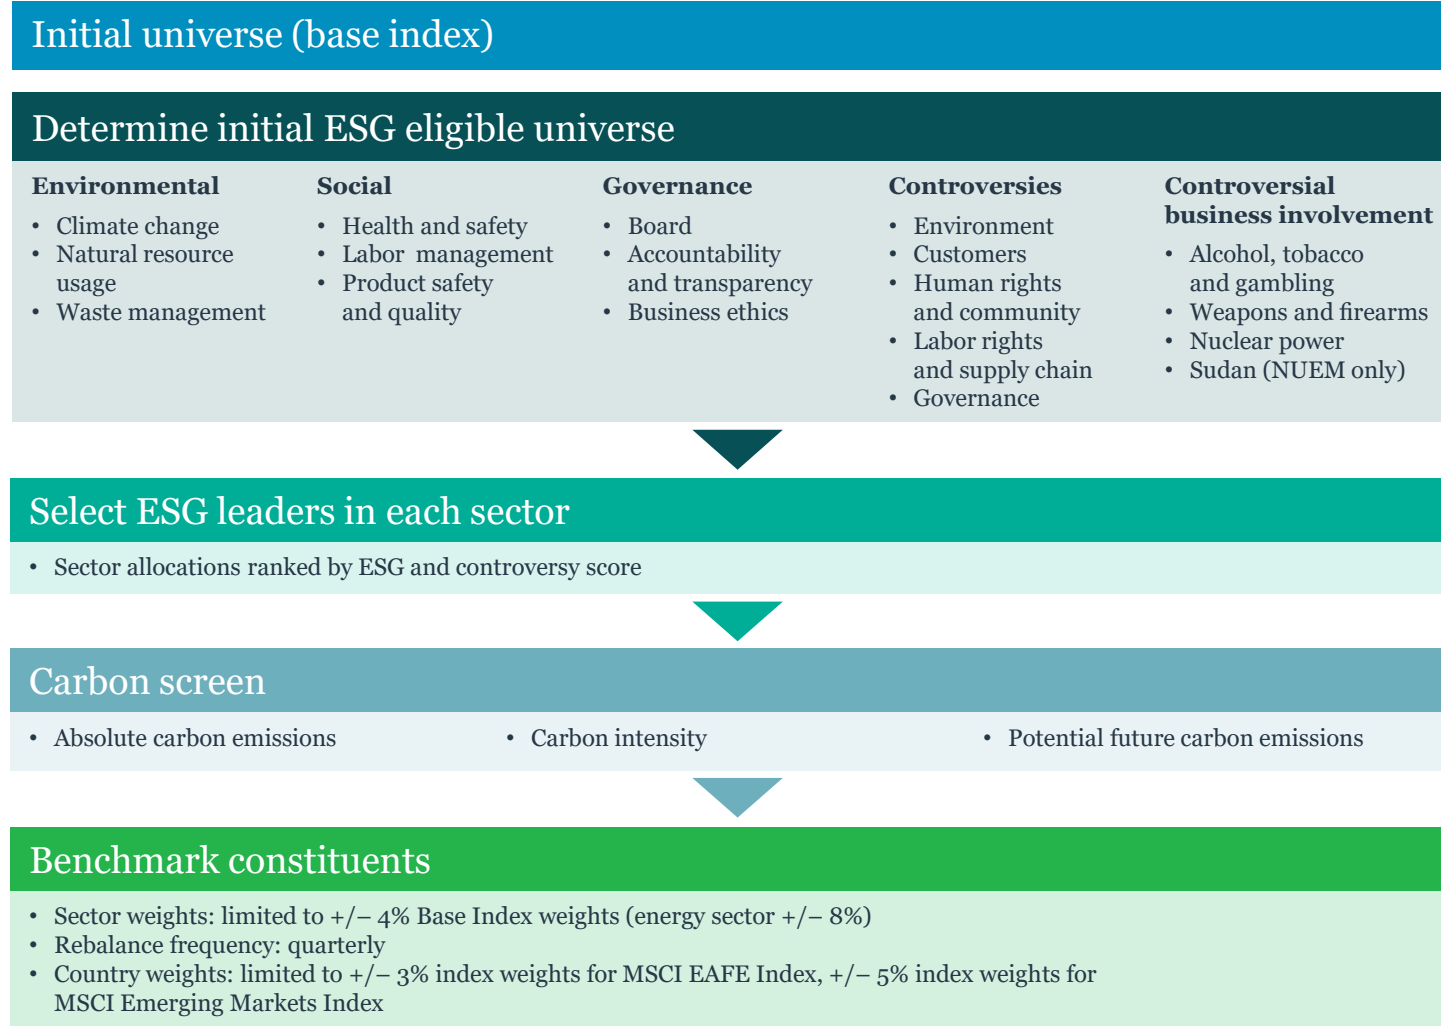 Initial universe (base index)
Determine initial ESG eligible universe
Environmental
• Climate change
• Natural resource
usage
• Waste management
Social
• Health and safety
• Labor management
• Product safety
and quality
Governance
• Board
• Accountability
and transparency
• Business ethics
Controversies
• Environment
• Customers
• Human rights
and community
• Labor rights
and supply chain
• Governance
Controversial
business involvement
• Alcohol, tobacco
and gambling
• Weapons and firearms
• Nuclear power
• Sudan (NUEM only)
Select ESG leaders in each sector
• Sector allocations ranked by ESG and controversy score
Carbon screen
• Absolute carbon emissions
• Carbon intensity
• Potential future carbon emissions
Benchmark constituents
• Sector weights: limited to +/– 4% Base Index weights (energy sector +/– 8%)
• Rebalance frequency: quarterly
• Country weights: limited to +/– 3% index weights for MSCI EAFE Index, +/– 5% index weights for
MSCI Emerging Markets Index